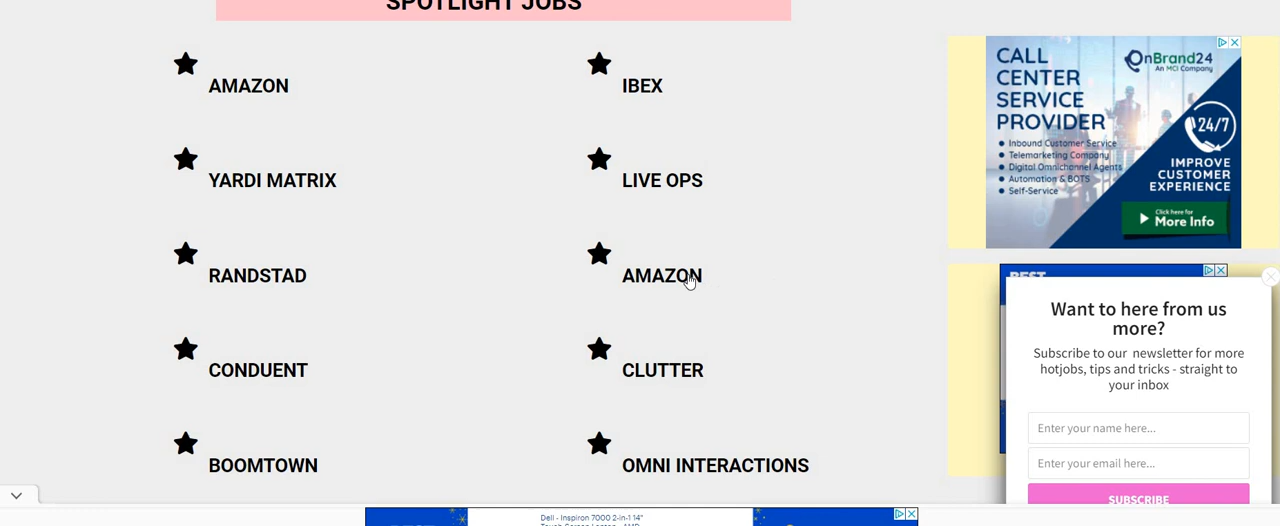 SPOTLIGHT JOBS
AMAZON
IBEX
YARDI MATRIX
LIVE OPS
RANDSTAD
AMAZON
CONDUENT
CLUTTER
BOOMTOWN
OMNI INTERACTIONS
CALL
CENTER
SERVICE
PROVIDER
OnBrand24
An MCI Company
Inbound Customer Service
Telemarketing Company
Digital Omnichannel Agents
Automation & BOTS
Self-Service
24/7
IMPROVE
CUSTOMER
EXPERIENCE
Click here for
More Info
BEST
Want to here from us
more?
Subscribe to our newsletter for more
hotjobs, tips and tricks - straight to
your inbox
Enter your name here...
Enter your email here...
SUBSCRIBE
Dell - Inspiron 7000 2-in-1 14"